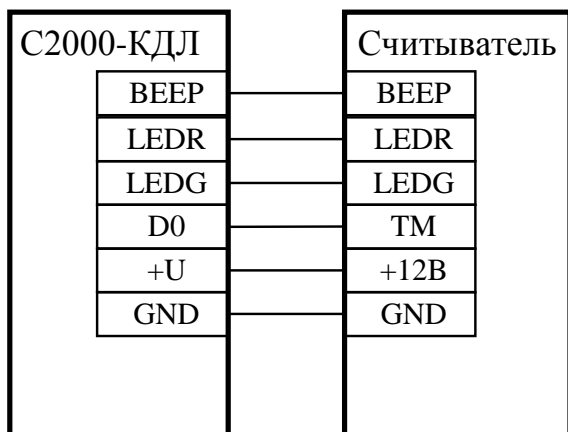 С2000-КДЛ Считыватель
BEEP BEEP
LEDR LEDR
LEDG LEDG
D0 TM
+U +12В
GND GND